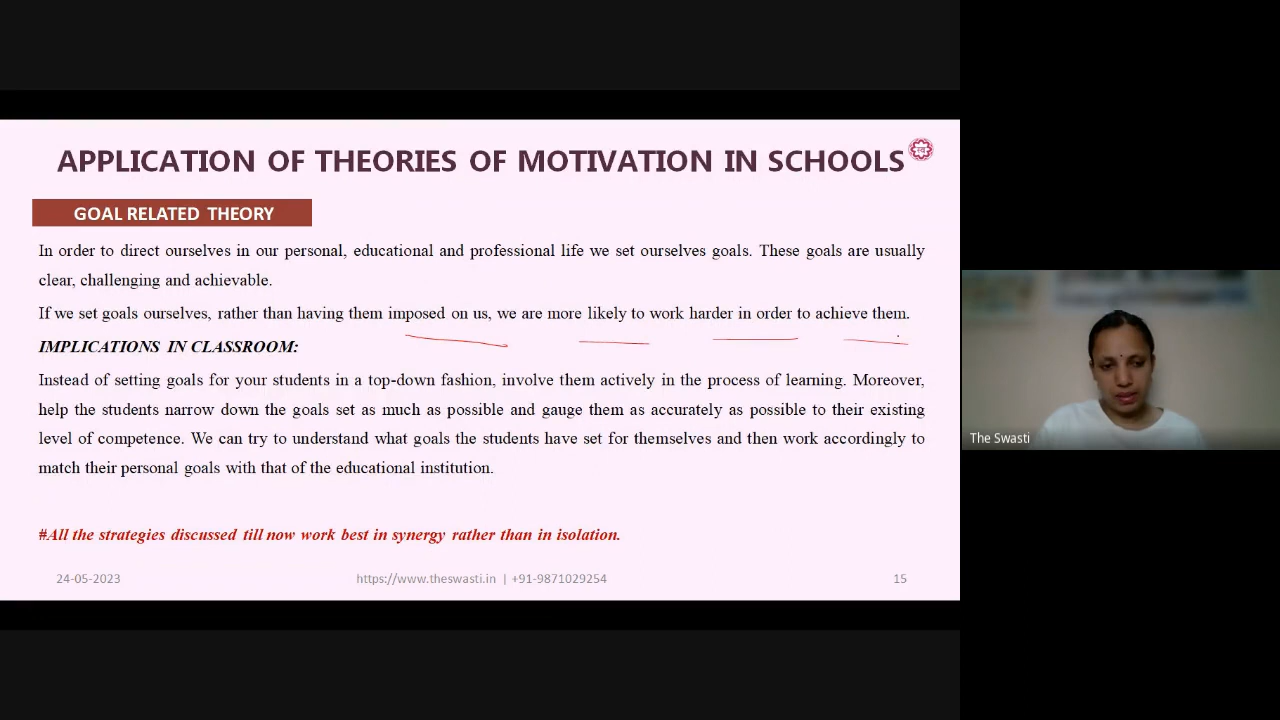 APPLICATION OF THEORIES OF MOTIVATION IN SCHOOLS
GOAL RELATED THEORY
In order to direct ourselves in our personal, educational and professional life we set ourselves goals. These goals are usually
clear, challenging and achievable.
If we set goals ourselves, rather than having them imposed on us, we are more likely to work harder in order to achieve them.
IMPLICATIONS IN CLASSROOM:
Instead of setting goals for your students in a top-down fashion, involve them actively in the process of learning. Moreover,
help the students narrow down the goals set as much as possible and gauge them as accurately as possible to their existing
level of competence. We can try to understand what goals the students have set for themselves and then work accordingly to
match their personal goals with that of the educational institution.
#All the strategies discussed till now work best in synergy rather than in isolation.
24-05-2023
https://www.theswasti.in | +91-9871029254
15
The Swasti